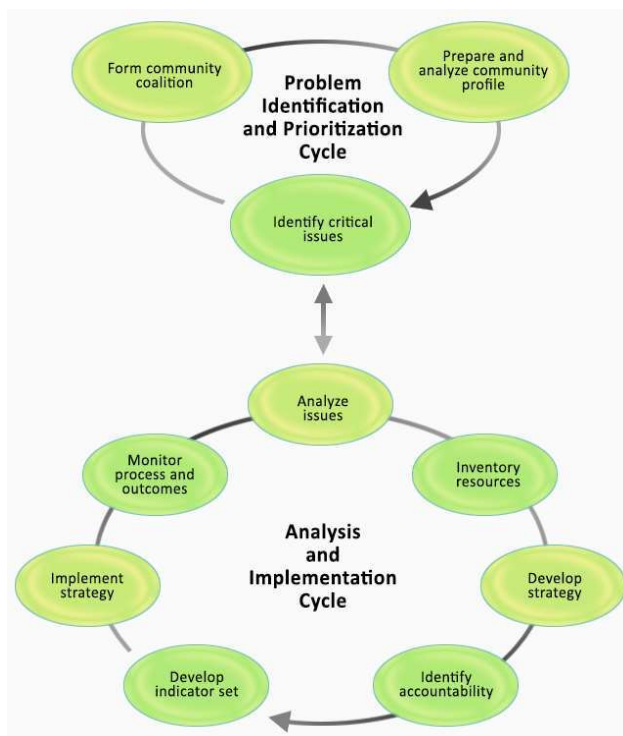 Form community
coalition
Prepare and
analyze community
profile
Problem
Identification
and Prioritization
Cycle
Identify critical
issues
Analyze
issues
Monitor
process and
outcomes
Inventory
resources
Analysis
and
Implementation
Cycle
Implement
strategy
Develop
strategy
Develop
indicator set
Identify
accountability